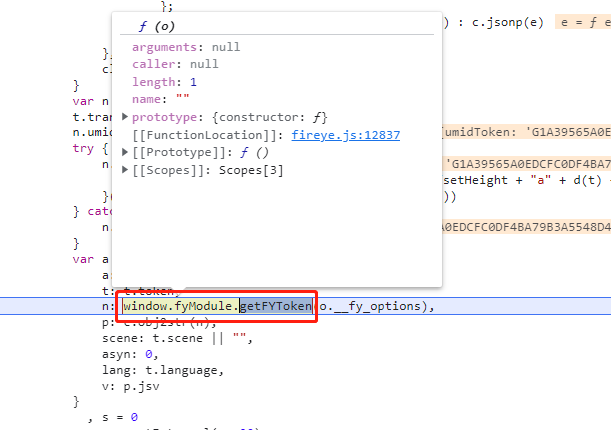 };
ƒ (o)
) : c.jsonp(e) e = ƒ e
arguments: null
},
caller: null
cl
length: 1
}
name: ""
var n
prototype: {constructor: ƒ}
t.tran
[[FunctionLocation]]: fireye.js:12837
n.umid
{umidToken: 'G1A39565A0E
try {
[[Prototype]]: ƒ ()
n.
'G1A39565A0EDCFC0DF4BA7
[[Scopes]]: Scopes[3]
setHeight + "a" + d(t) +
}(
))
} catc
n.
A0EDCFC0DF4BA79B3A5548D4
}
var a
a:
t: t.token,
n: window.fyModule.getFYToken(o.__fy_options),
p: c.obj2str(n),
scene: t.scene || "",
asyn: 0,
lang: t.language,
v: p.jsv
}
, s = 0